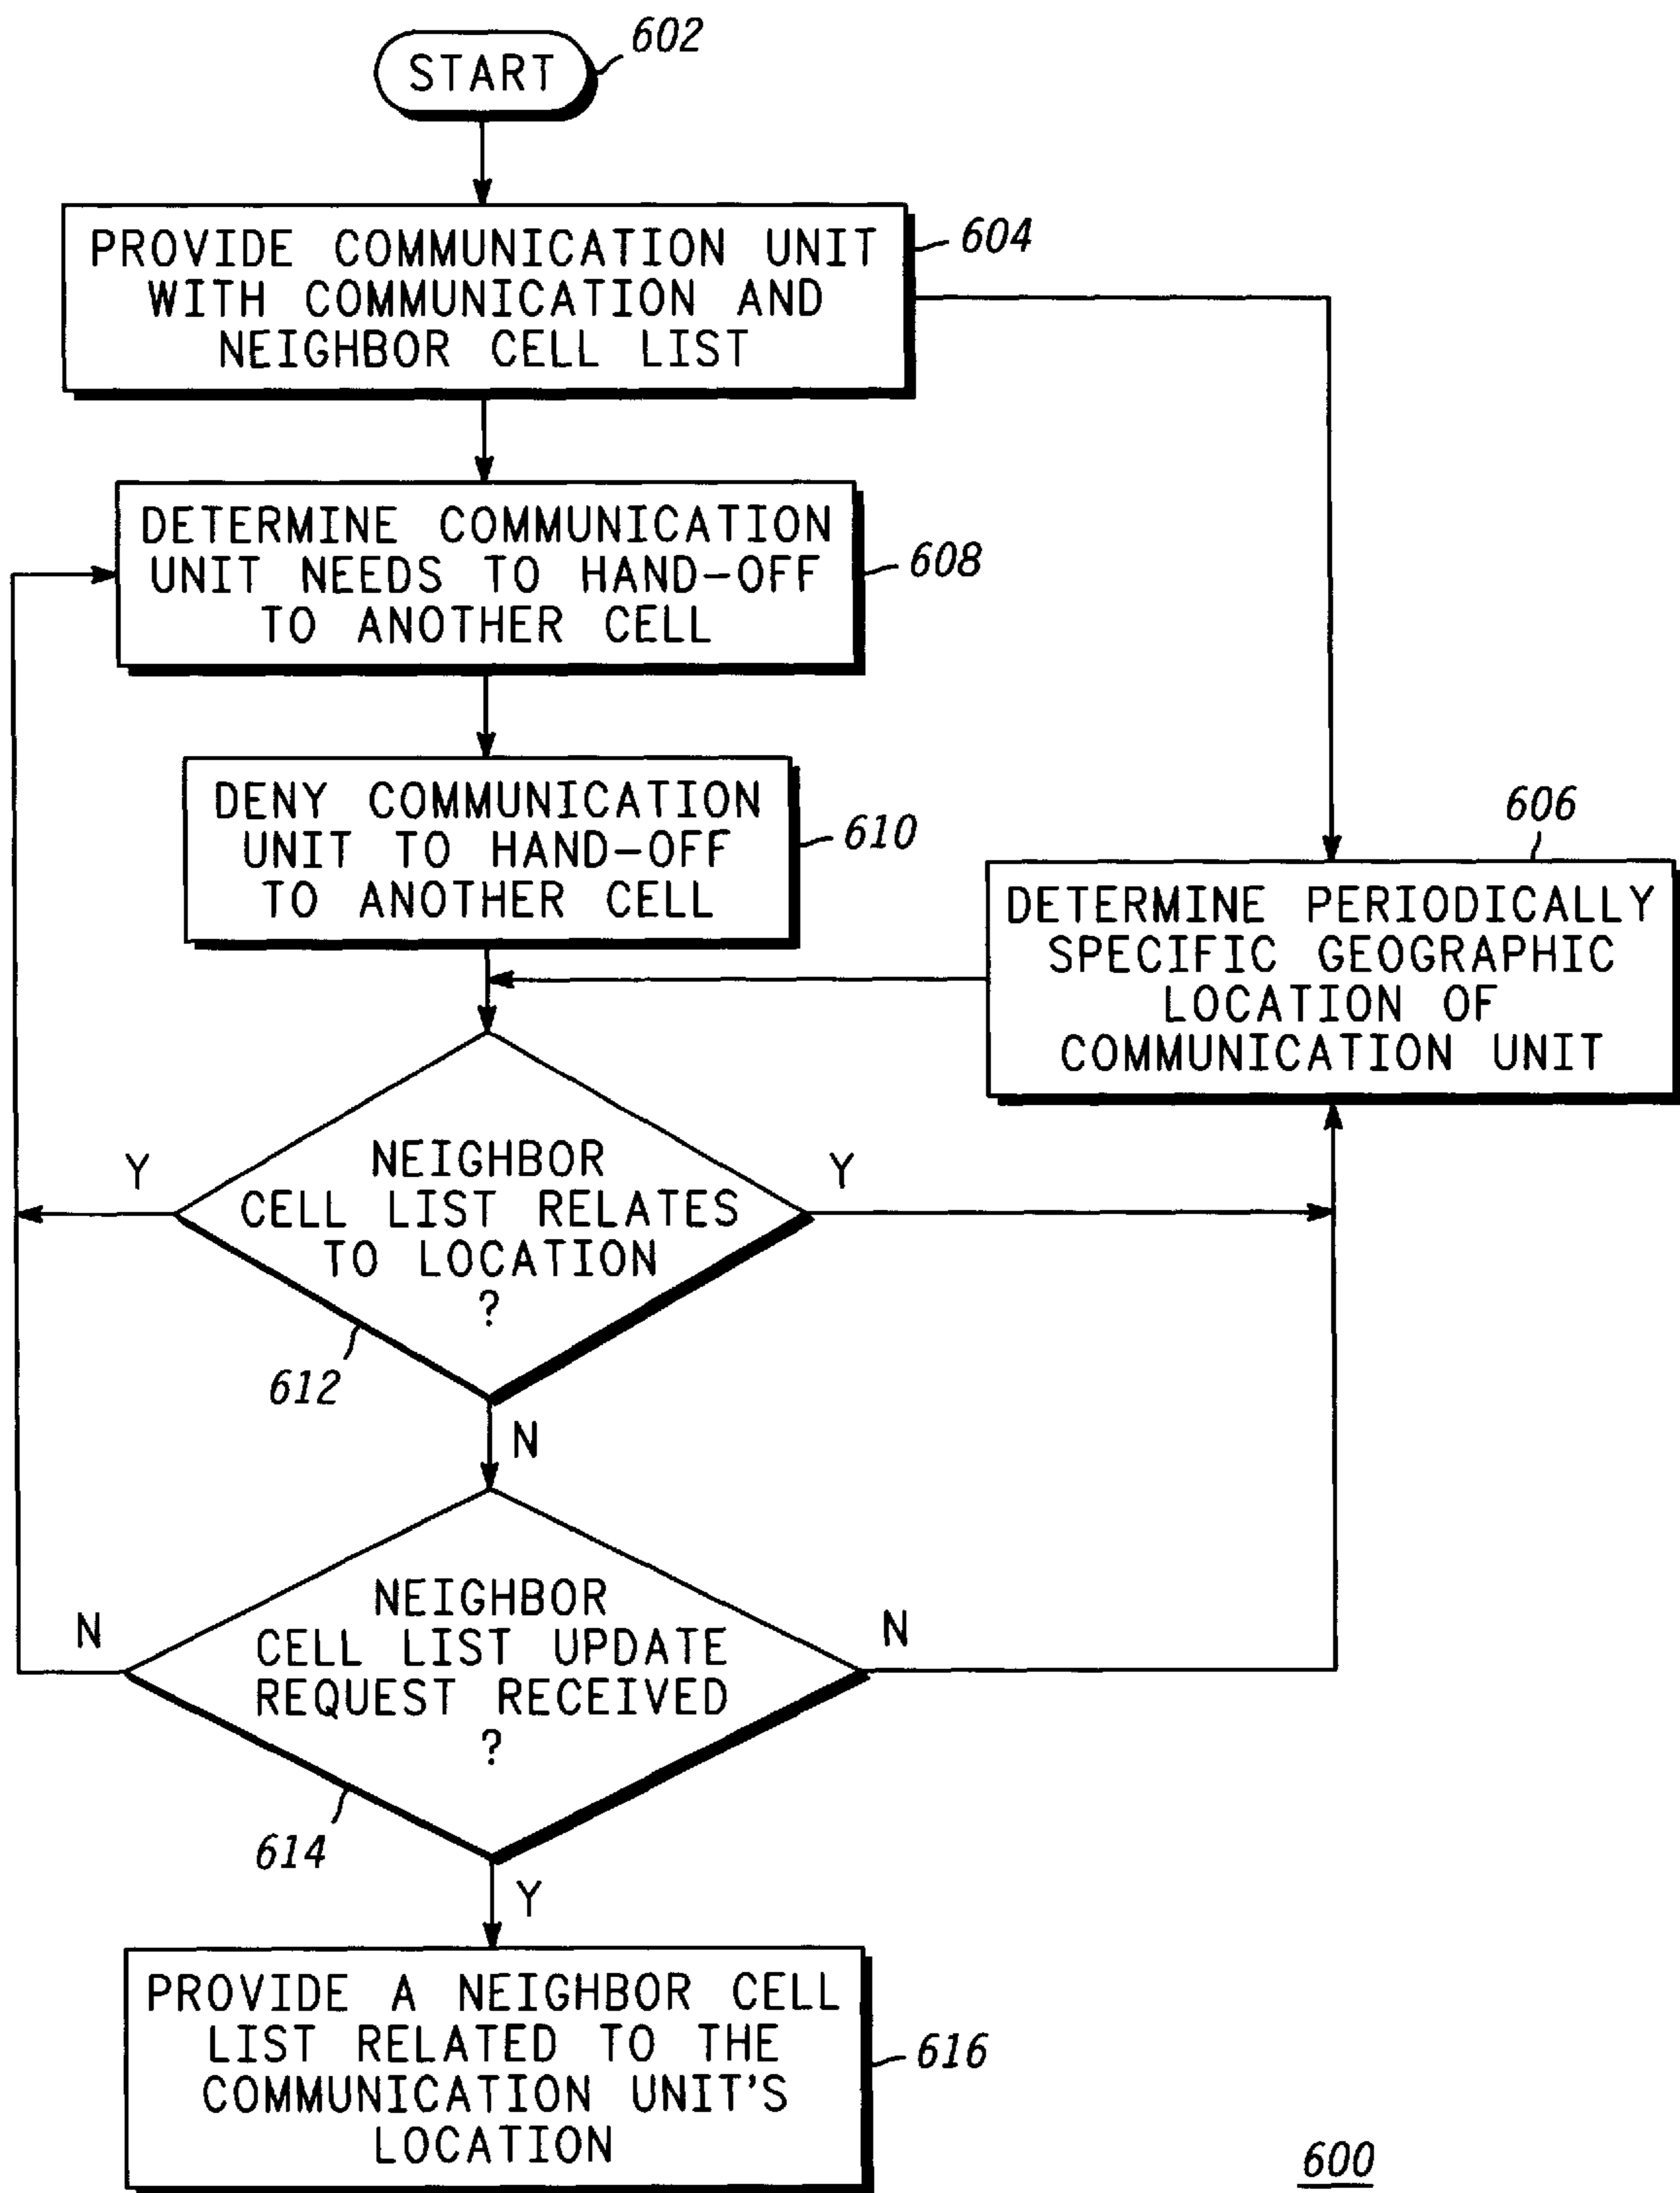 START
602
PROVIDE COMMUNICATION UNIT
WITH COMMUNICATION AND
NEIGHBOR CELL LIST
604
DETERMINE COMMUNICATION
UNIT NEEDS TO HAND-OFF
TO ANOTHER CELL
608
DENY COMMUNICATION
UNIT TO HAND-OFF
TO ANOTHER CELL
610
606
DETERMINE PERIODICALLY
SPECIFIC GEOGRAPHIC
LOCATION OF
COMMUNICATION UNIT
Y
NEIGHBOR
CELL LIST RELATES
TO LOCATION
?
Y
612
N
N
NEIGHBOR
CELL LIST UPDATE
REQUEST RECEIVED
?
N
614
Y
PROVIDE A NEIGHBOR CELL
LIST RELATED TO THE
COMMUNICATION UNIT'S
LOCATION
616
600